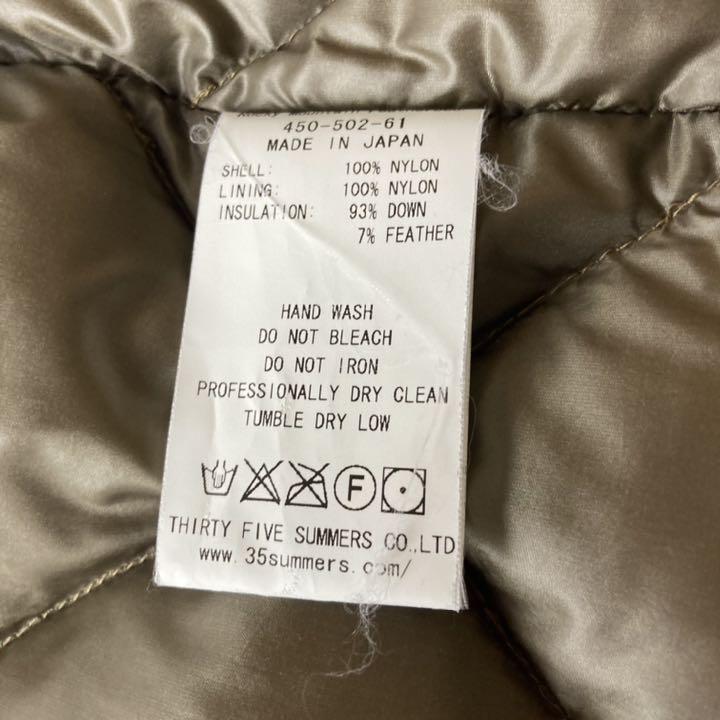 450-502-61
MADE IN JAPAN
SHELL: 100% NYLON
LINING: 100% NYLON
INSULATION: 93% DOWN
7% FEATHER
HAND WASH
DO NOT BLEACH
DO NOT IRON
PROFESSIONALLY DRY CLEAN
TUMBLE DRY LOW
F
THIRTY FIVE SUMMERS CO.,LTD
www.35summers.com/